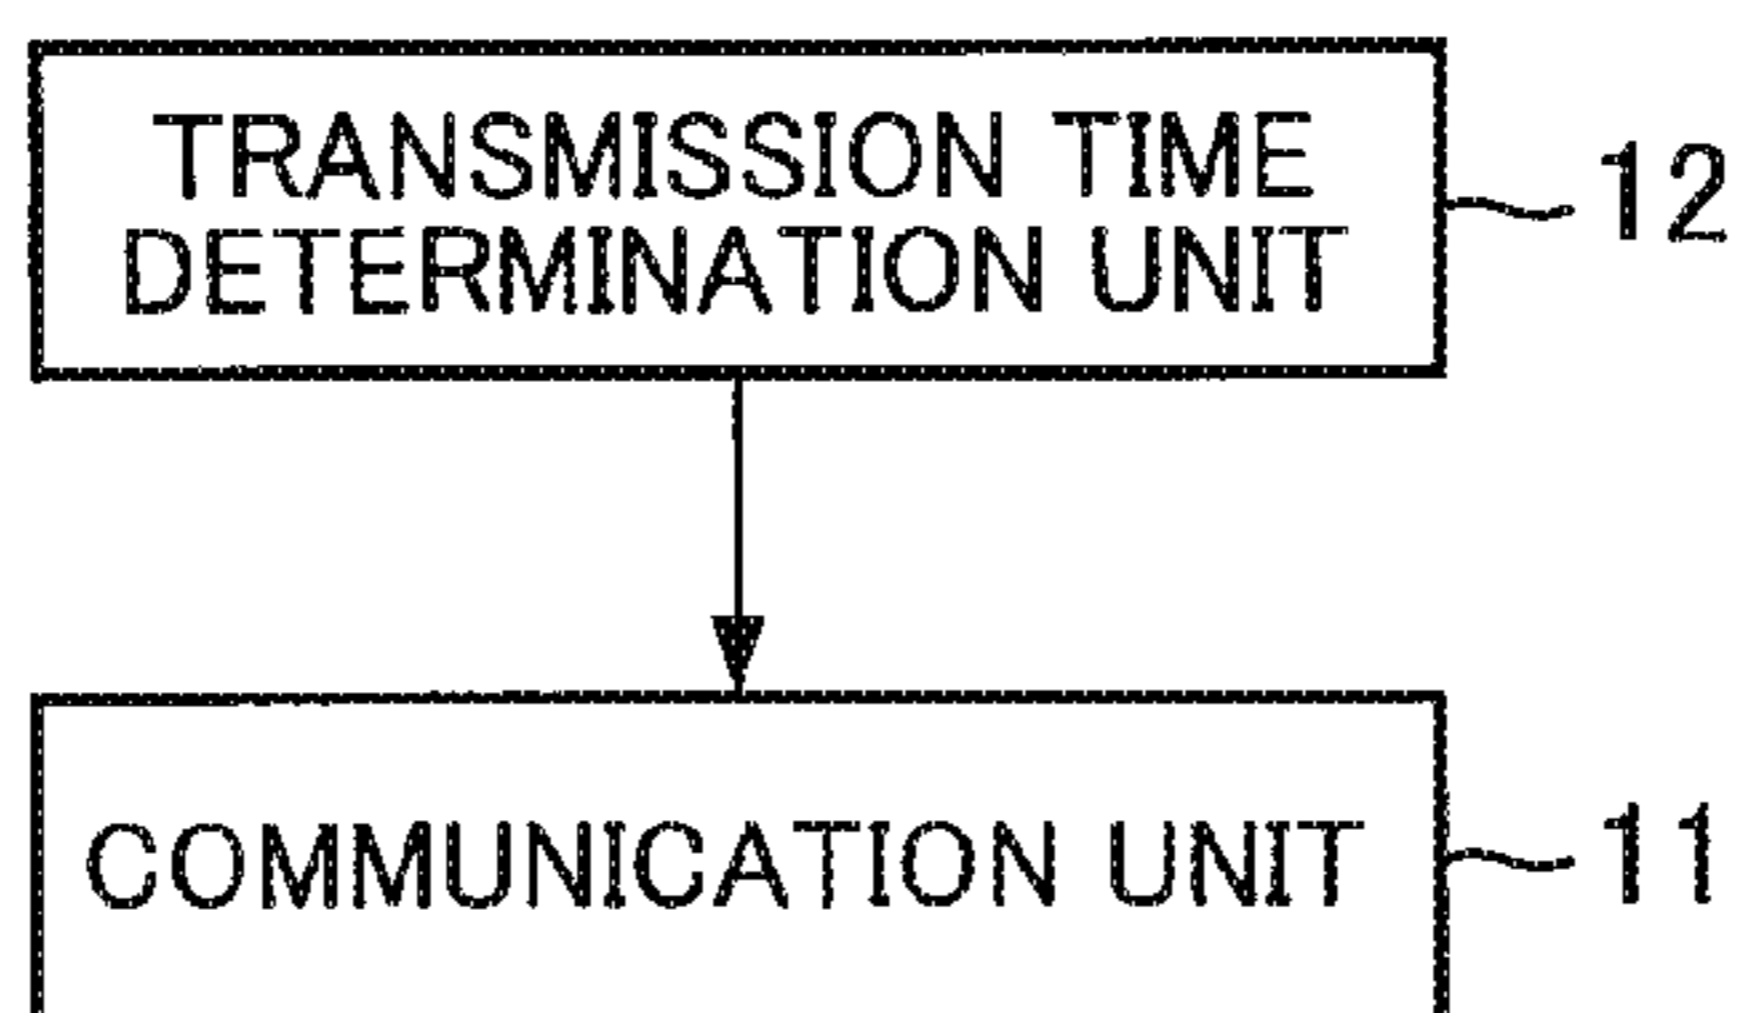 TRANSMISSION TIME
DETERMINATION UNIT
12
COMMUNICATION UNIT
11